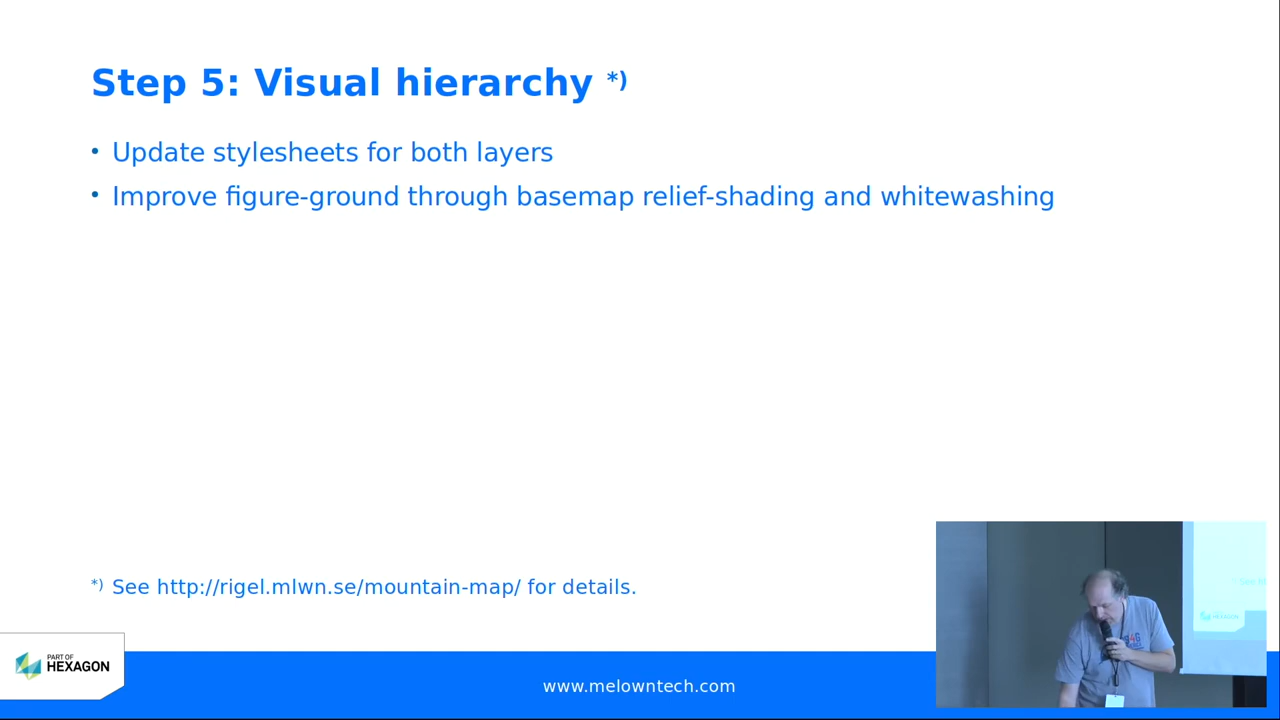 Step 5: Visual hierarchy *)
• Update stylesheets for both layers
• Improve figure-ground through basemap relief-shading and whitewashing
*) See http://rigel.mlwn.se/mountain-map/ for details.
PART OF
HEXAGON
www.melowntech.com
HEXAGON